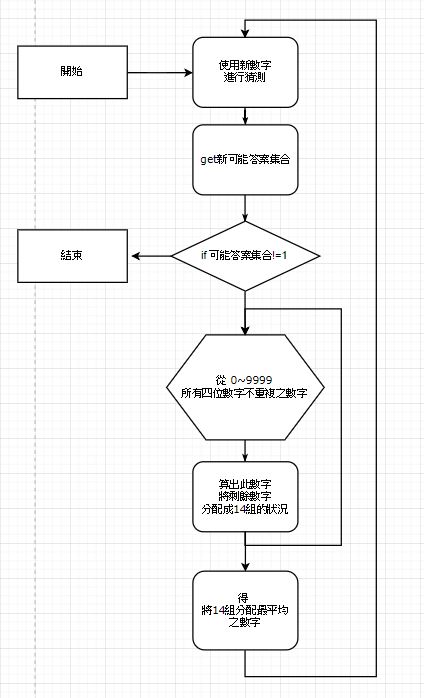 開始
使用新數字
進行猜測
get新可能答案集合
if 可能答案集合!=1
結束
從 0~9999
所有四位數字不重複之數字
算出此數字
將剩餘數字
分配成14組的狀況
得
將14組分配最平均
之數字